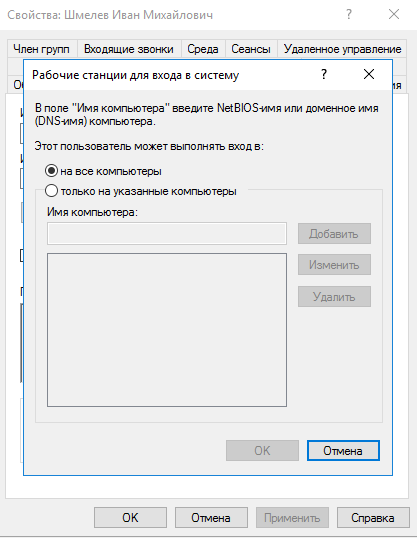 Свойства: Шмелев Иван Михайлович
Член групп Входящие звонки Среда Сеансы Удаленное управление
Рабочие станции для входа в систему
В поле "Имя компьютера" введите NetBIOS-имя или доменное имя
(DNS-имя) компьютера.
Этот пользователь может выполнять вход в:
на все компьютеры
только на указанные компьютеры
Имя компьютера:
Добавить
Изменить
Удалить
OK Отмена
OK Отмена Применить Справка